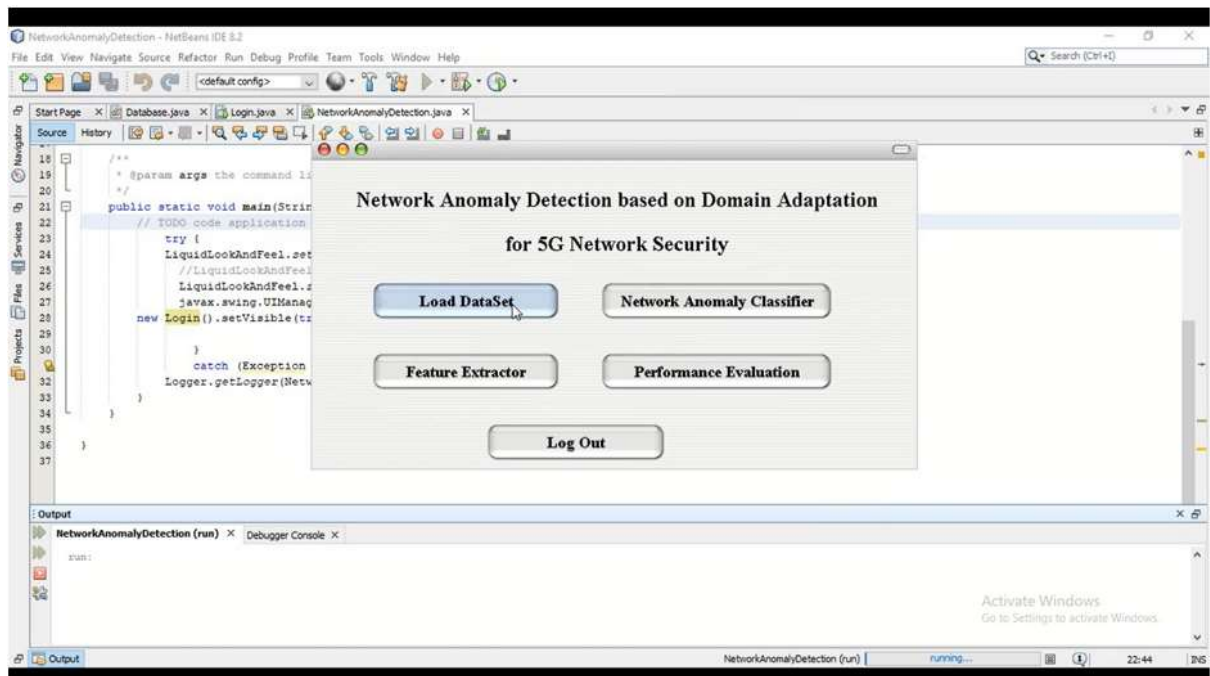 NetworkAnomalyDetection - NetBeans IDE 8.2
File Edit View Navigate Source Refactor Run Debug Profile Team Tools Window Help
Search (Ctrl+I)
<default config>
Start Page Database.java Login.java NetworkAnomalyDetection.java
Source History
Navigator
Services
Files
Projects
18 /**
19 * @param args the command li
20 */
21 public static void main(Strin
22 // TODO code application
23 try {
24 LiquidLookAndFeel.set
25 //LiquidLookAndFeel
26 LiquidLookAndFeel.s
27 javax.swing.UIManag
28 new Login().setVisible(tr
29
30 }
catch (Exception
32 Logger.getLogger(Netw
33 }
34 }
35
36 }
37
Network Anomaly Detection based on Domain Adaptation
for 5G Network Security
Load DataSet Network Anomaly Classifier
Feature Extractor Performance Evaluation
Log Out
Output
NetworkAnomalyDetection (run) Debugger Console
run:
Activate Windows
Go to Settings to activate Windows.
Output NetworkAnomalyDetection (run) running... 22:44 INS